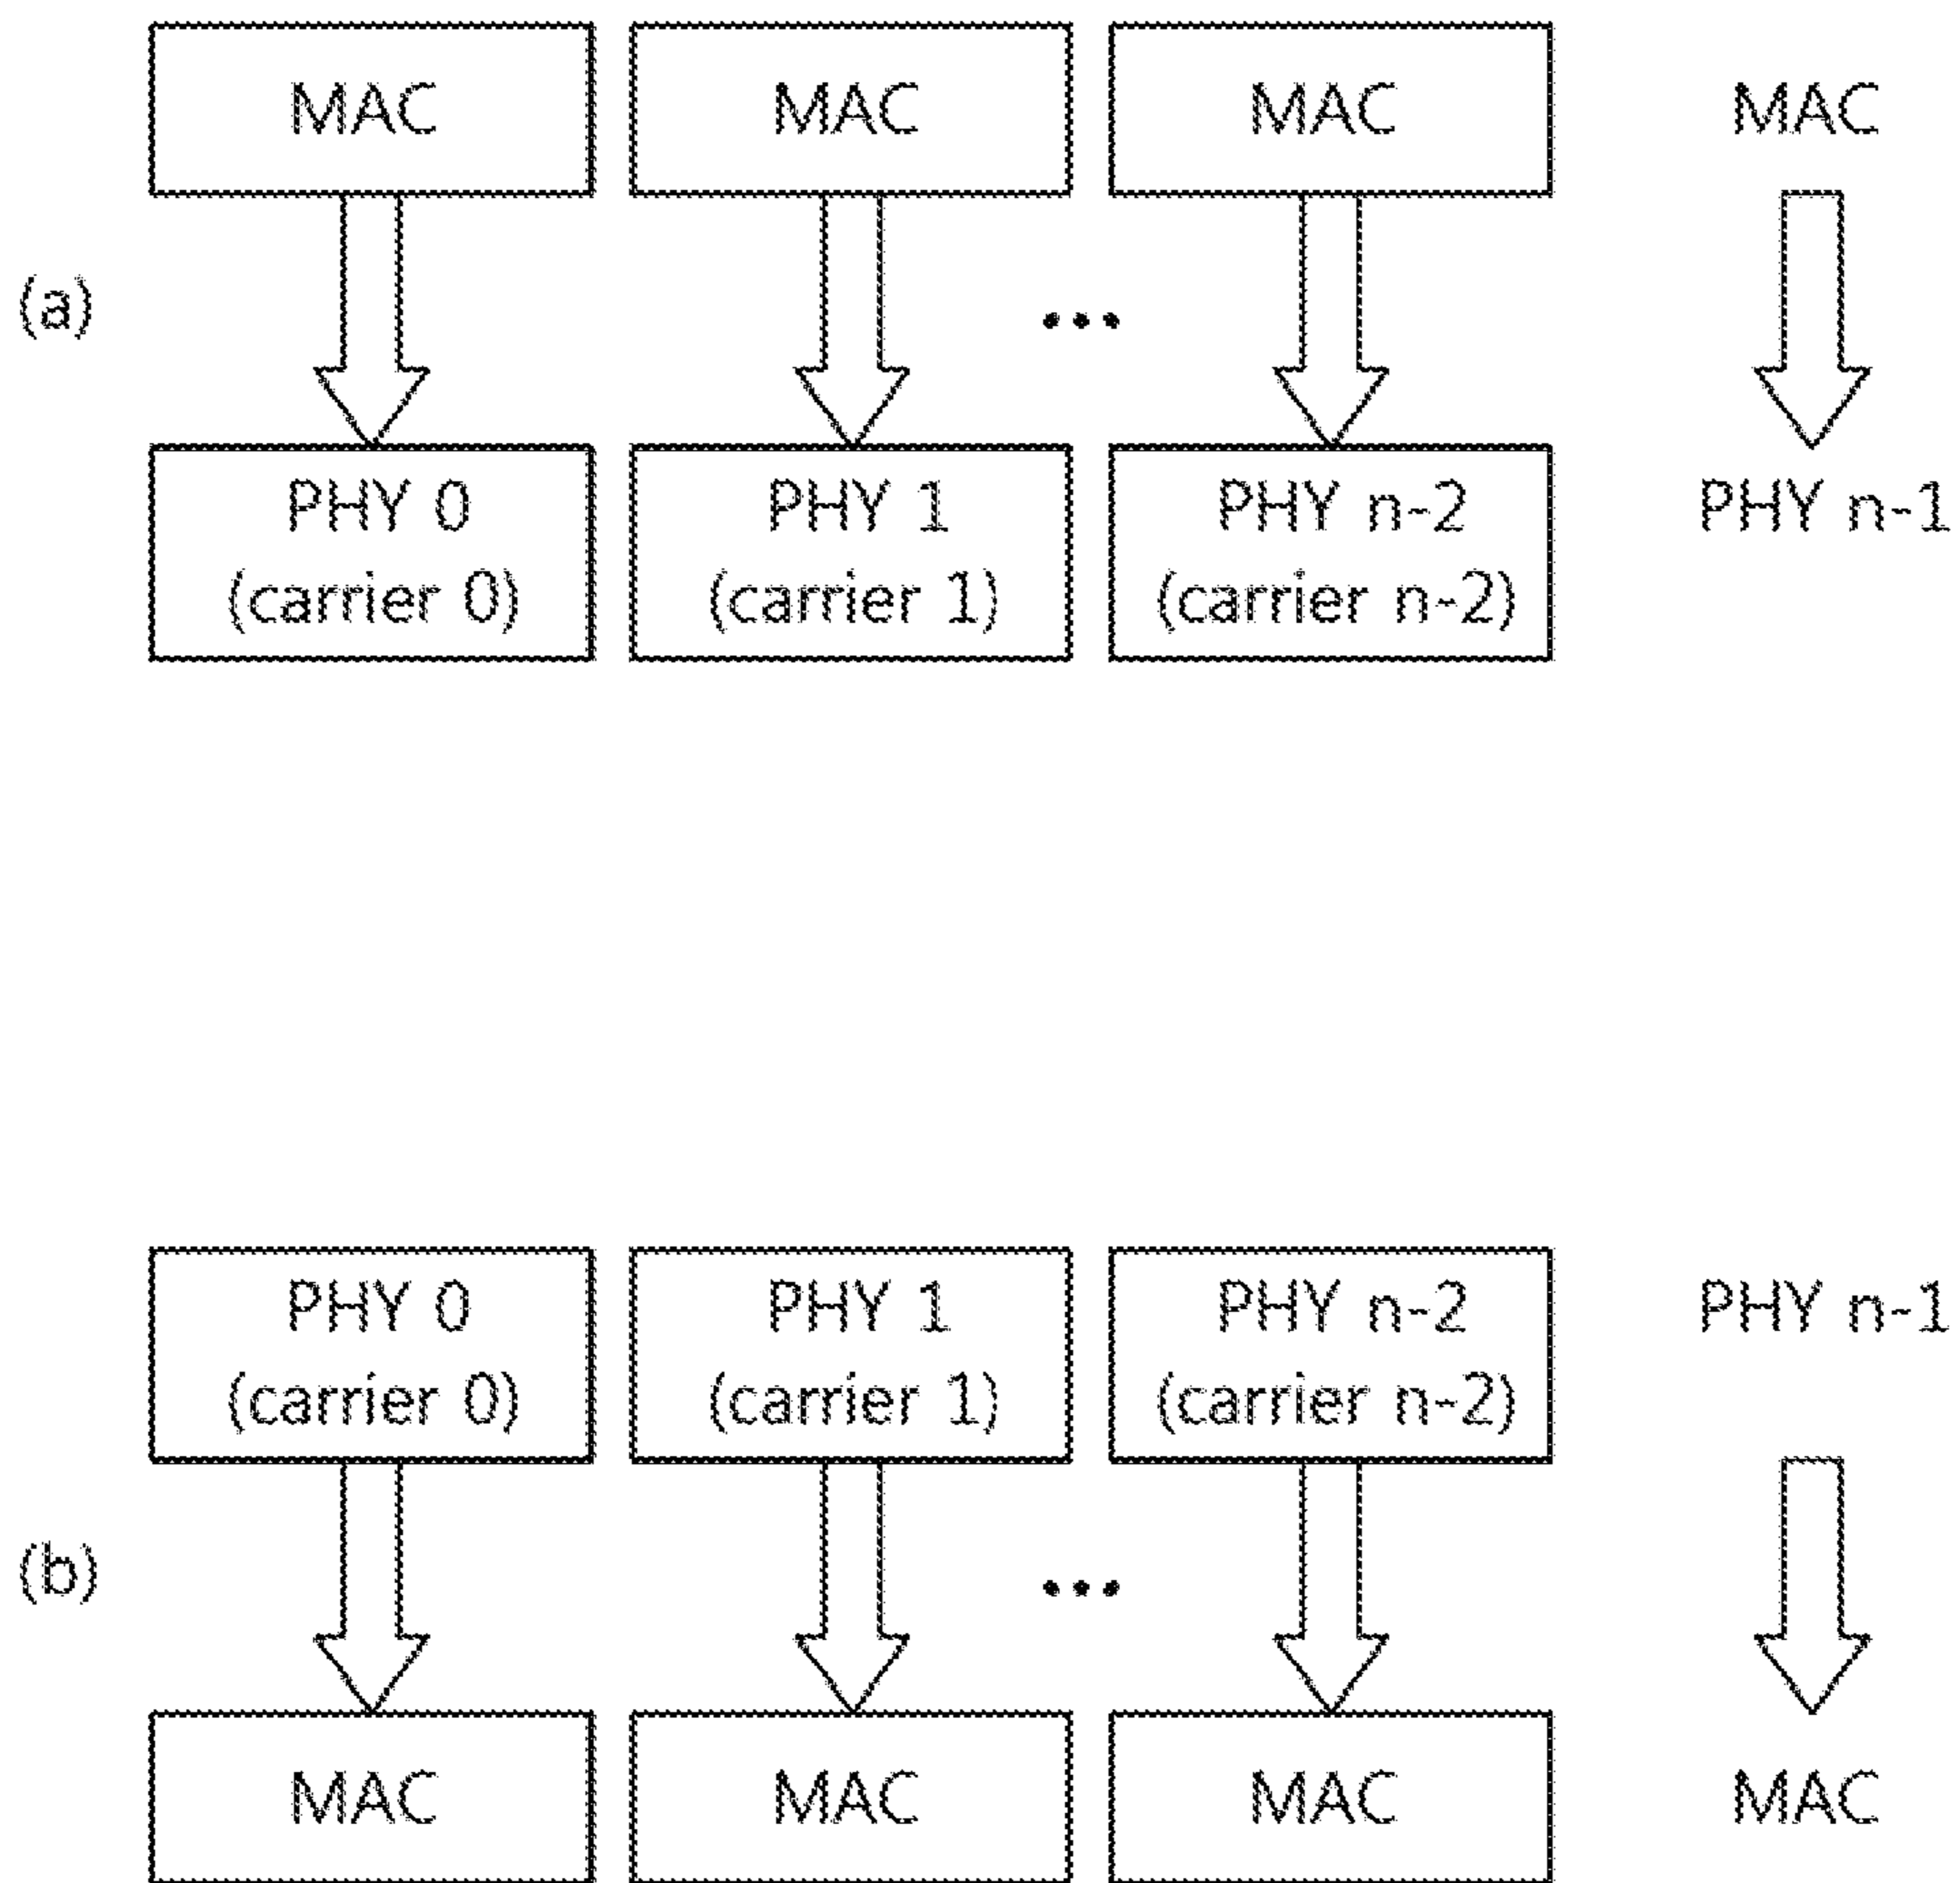 MAC MAC MAC MAC
(a)
...
PHY 0 PHY 1 PHY n-2 PHY n-1
(carrier 0) (carrier 1) (carrier n-2)
PHY 0 PHY 1 PHY n-2 PHY n-1
(carrier 0) (carrier 1) (carrier n-2)
(b)
...
MAC MAC MAC MAC